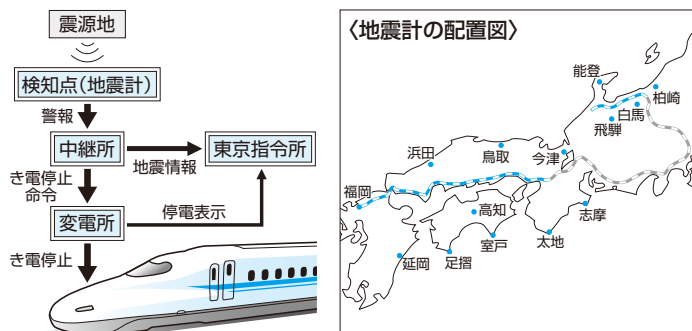 震源地
検知点(地震計)
警報
中継所
地震情報
東京指令所
き電停止
命令
変電所
停電表示
き電停止
〈地震計の配置図〉
能登
柏崎
白馬
飛騨
浜田
鳥取
今津
福岡
高知
志摩
室戸
太地
延岡
足摺